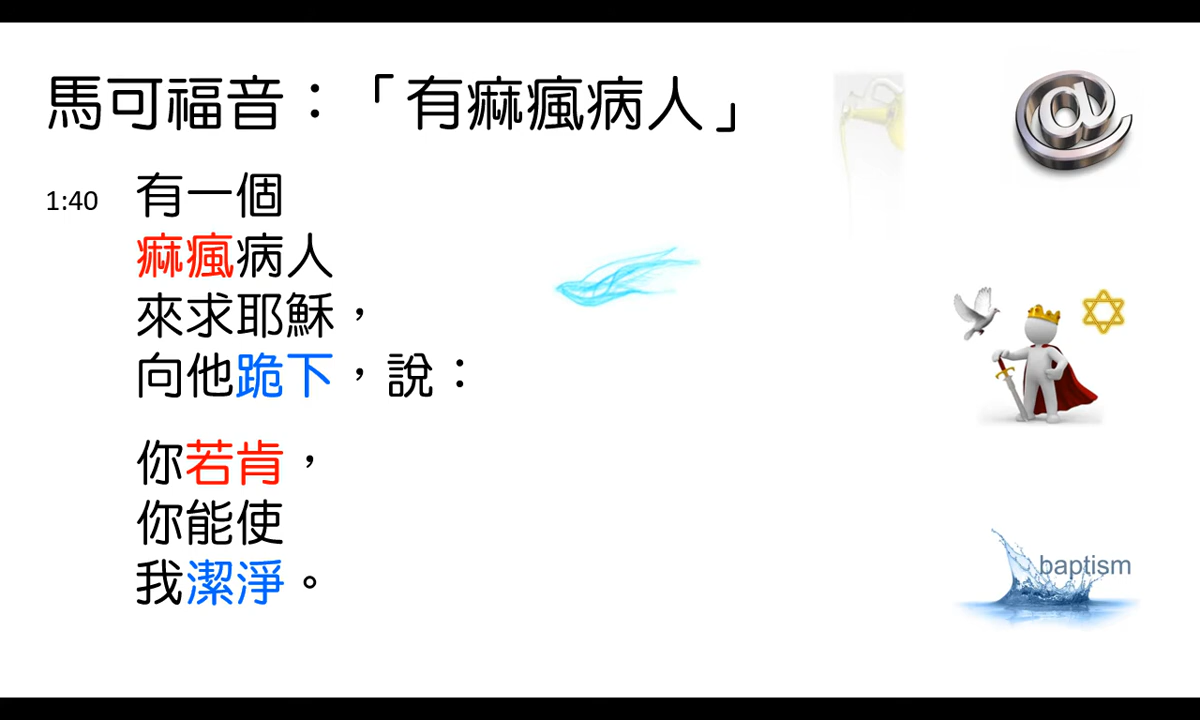 馬可福音：「有痲瘋病人」
1:40 有一個
痲瘋病人
來求耶穌，
向他跪下，說：
你若肯，
你能使
我潔淨。
@
baptism